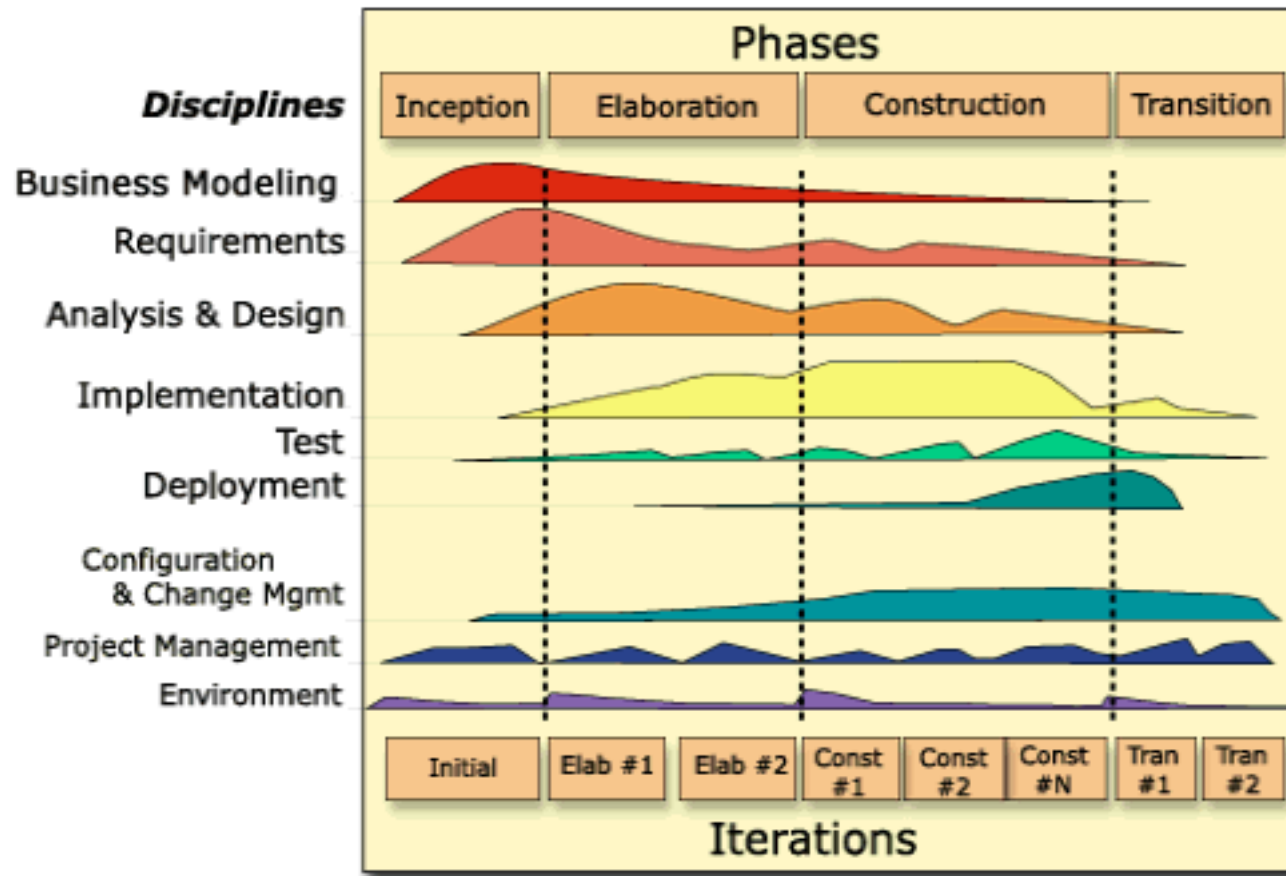 Phases
Disciplines
Inception
Elaboration
Construction
Transition
Business Modeling
Requirements
Analysis & Design
Implementation
Test
Deployment
Configuration
& Change Mgmt
Project Management
Environment
Initial
Elab #1
Elab #2
Const
#1
Const
#2
Const
#N
Tran
#1
Tran
#2
Iterations